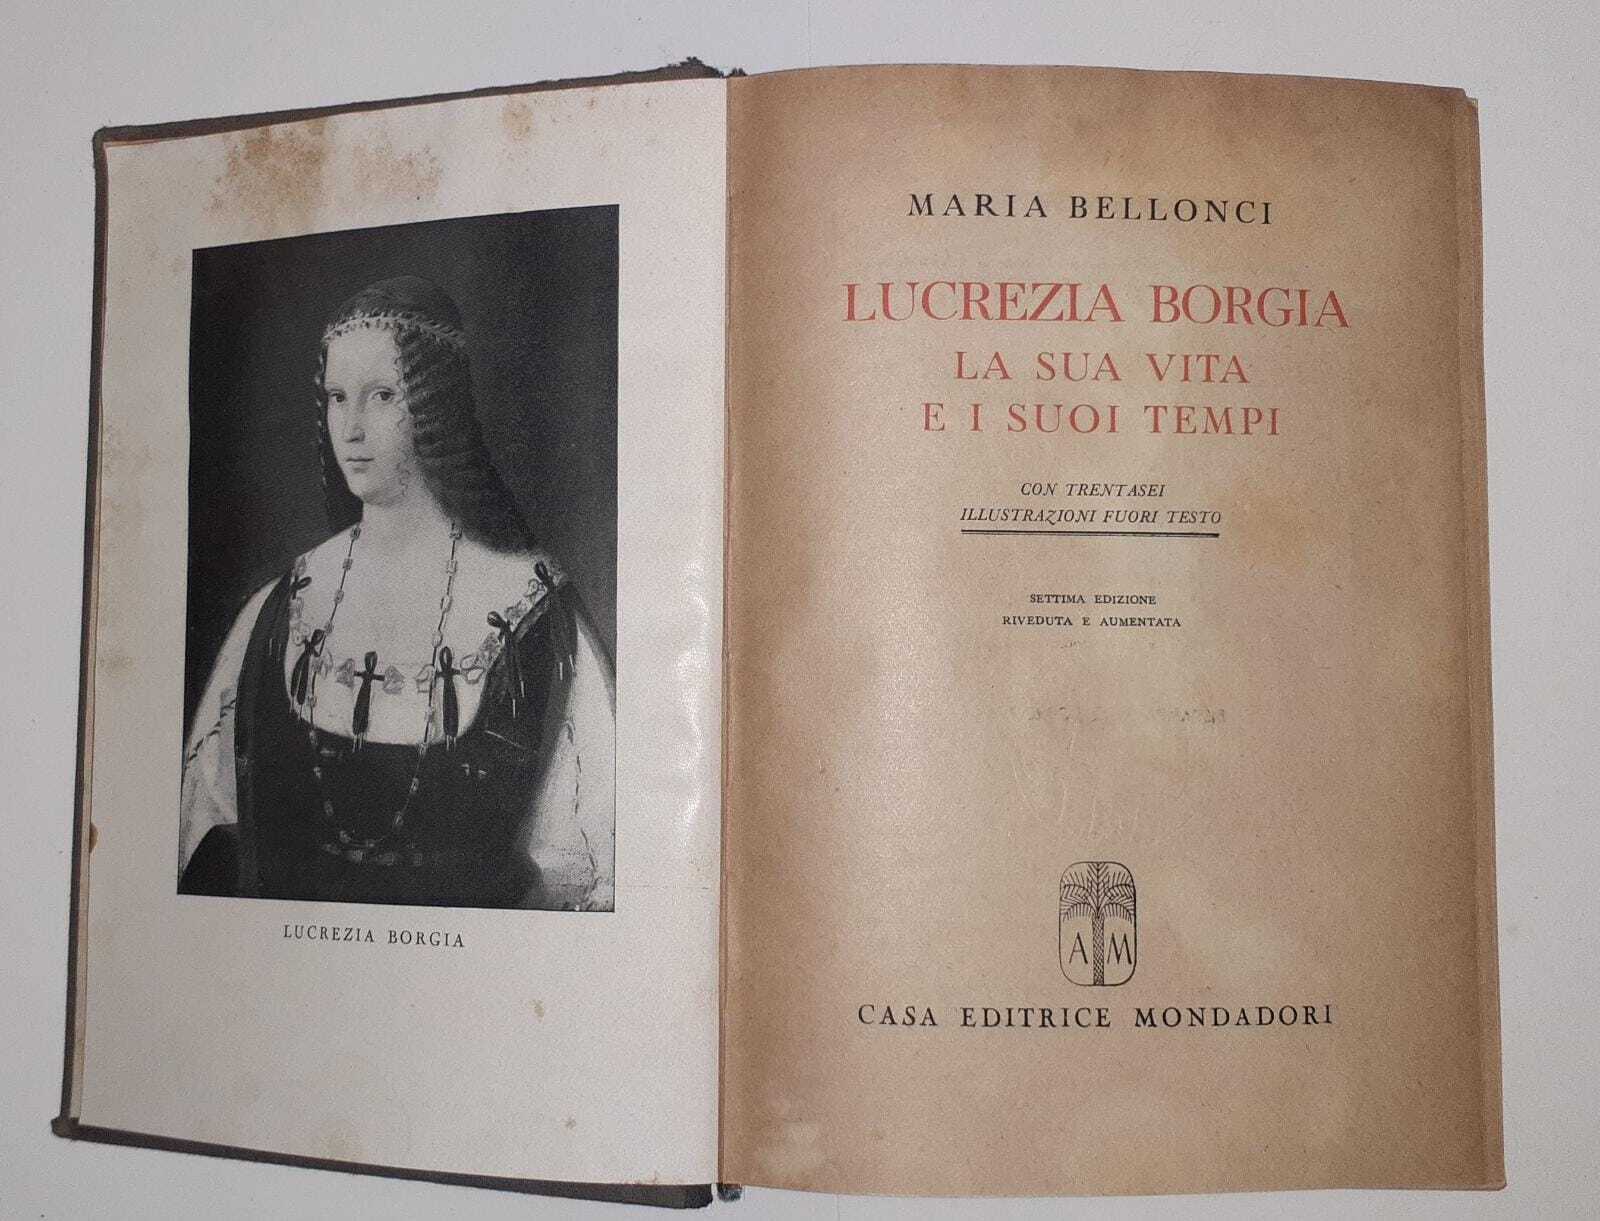 LUCREZIA BORGIA
MARIA BELLONCI
LUCREZIA BORGIA
LA SUA VITA
E I SUOI TEMPI
CON TRENTASEI
ILLUSTRAZIONI FUORI TESTO
SETTIMA EDIZIONE
RIVEDUTA E AUMENTATA
A M
CASA EDITRICE MONDADORI